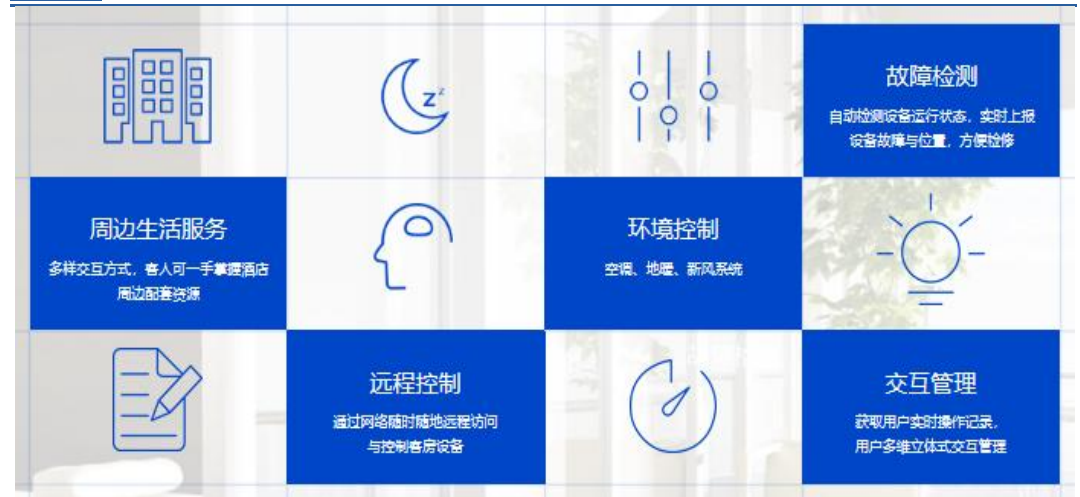 zz
故障检测
自动检测设备运行状态，实时上报
设备故障与位置，方便检修
周边生活服务
多样交互方式，客人可一手掌握酒店
周边配套资源
环境控制
空调、地暖、新风系统
远程控制
通过网络随时随地远程访问
与控制客房设备
交互管理
获取用户实时操作记录，
用户多维立体式交互管理